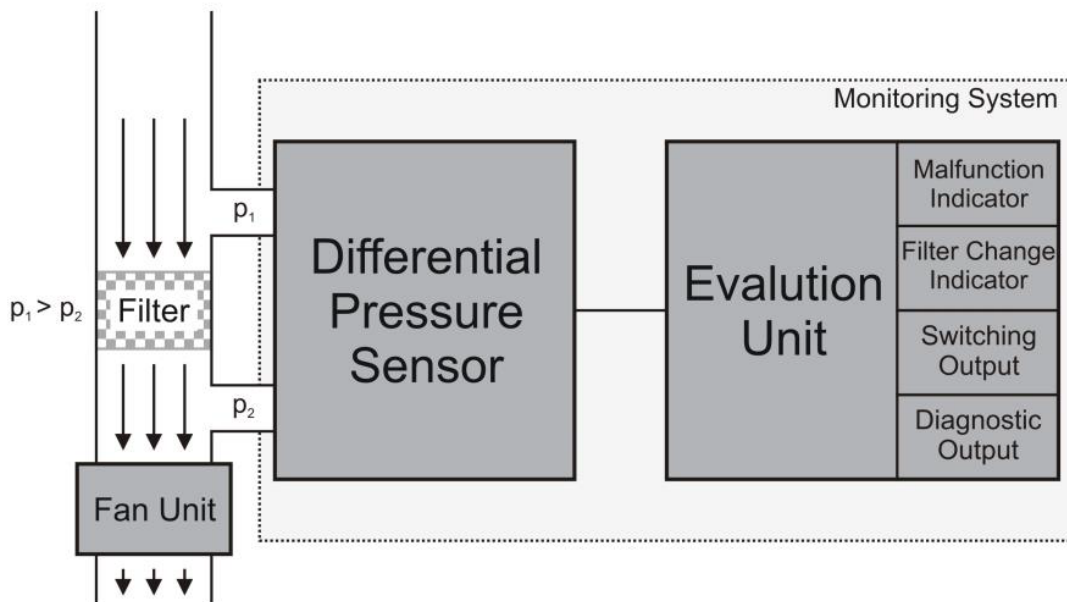 Monitoring System
p₁
p₁ > p₂
Filter
p₂
Fan Unit
Differential
Pressure
Sensor
Evalution
Unit
Malfunction
Indicator
Filter Change
Indicator
Switching
Output
Diagnostic
Output